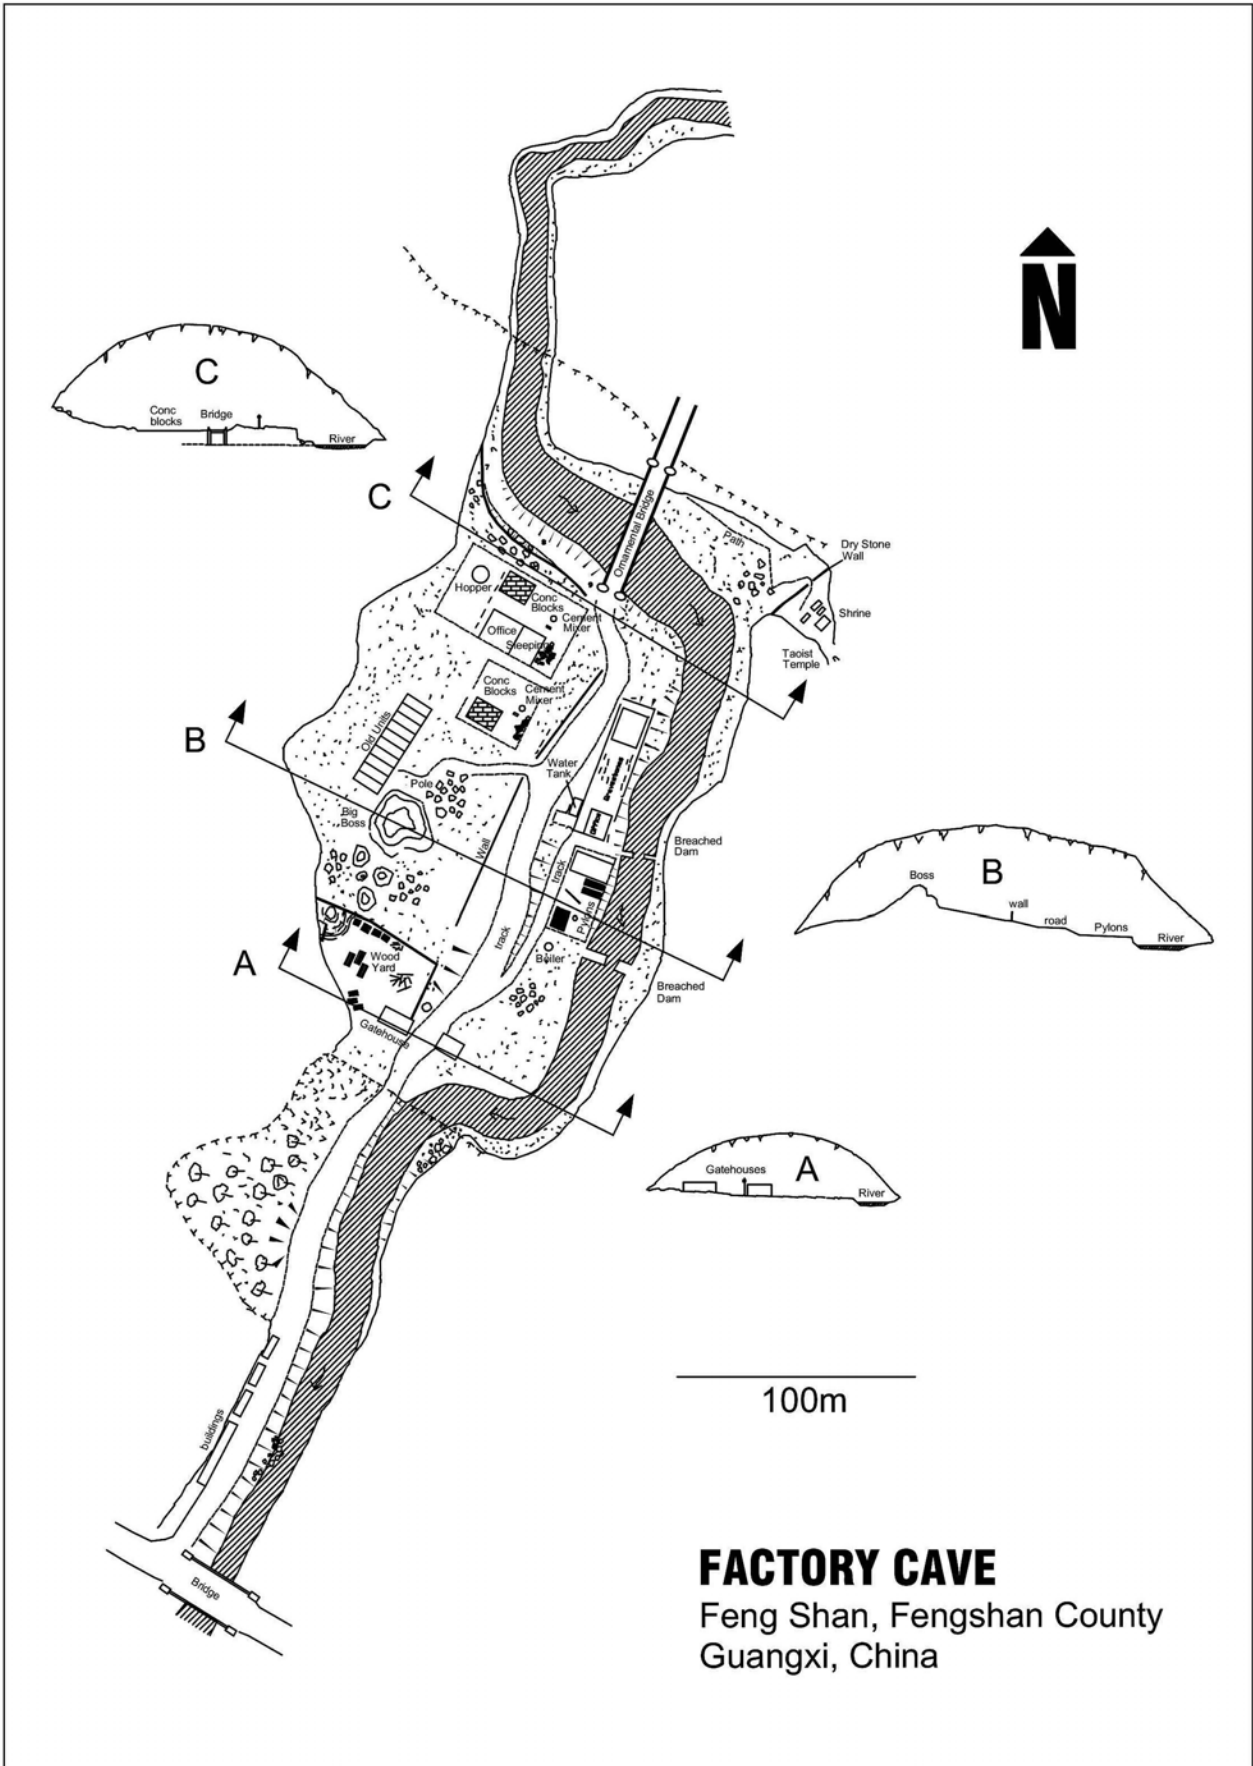 N
C
Conc
blocks
Bridge
River
C
Ornamental Bridge
Path
Dry Stone
Wall
Hopper
Conc
Blocks
Cement
Mixer
Office
Sleeping
Shrine
Taoist
Temple
Conc
Blocks
Cement
Mixer
B
Old Units
Water
Tank
Gravestones
Pole
Office
Big
Boss
Wall
track
Breached
Dam
B
Boss
wall
road
Pylons
River
Pylons
track
A
Wood
Yard
Boiler
Breached
Dam
Gatehouse
A
Gatehouses
River
100m
buildings
Bridge
FACTORY CAVE
Feng Shan, Fengshan County
Guangxi, China